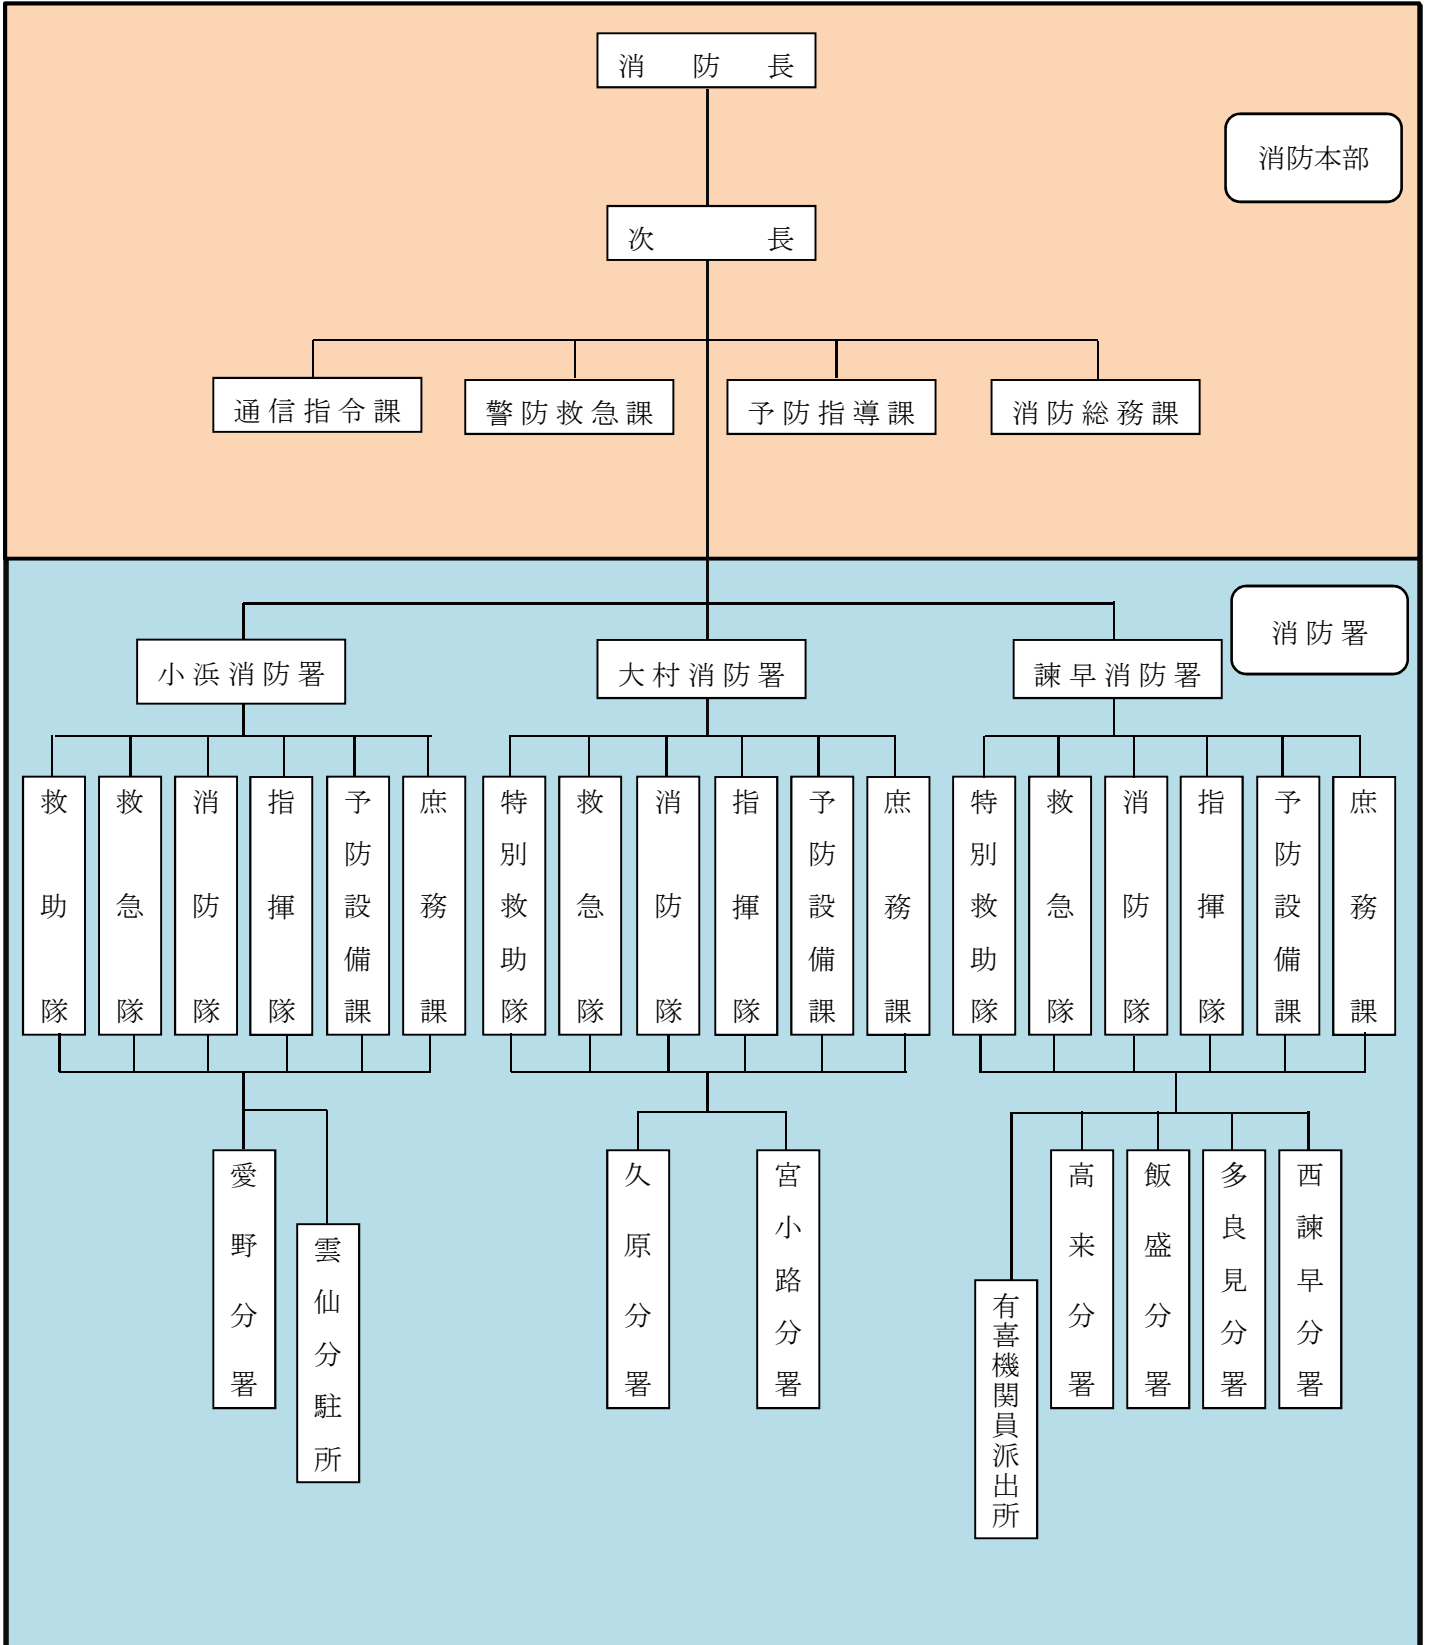 消防長
消防本部
次長
通信指令課
警防救急課
予防指導課
消防総務課
消防署
小浜消防署
大村消防署
諫早消防署
救助隊
救急隊
消防隊
指揮隊
予防設備課
庶務課
特別救助隊
救急隊
消防隊
指揮隊
予防設備課
庶務課
特別救助隊
救急隊
消防隊
指揮隊
予防設備課
庶務課
愛野分署
雲仙分駐所
久原分署
宮小路分署
有喜機関員派出所
高来分署
飯盛分署
多良見分署
西諫早分署